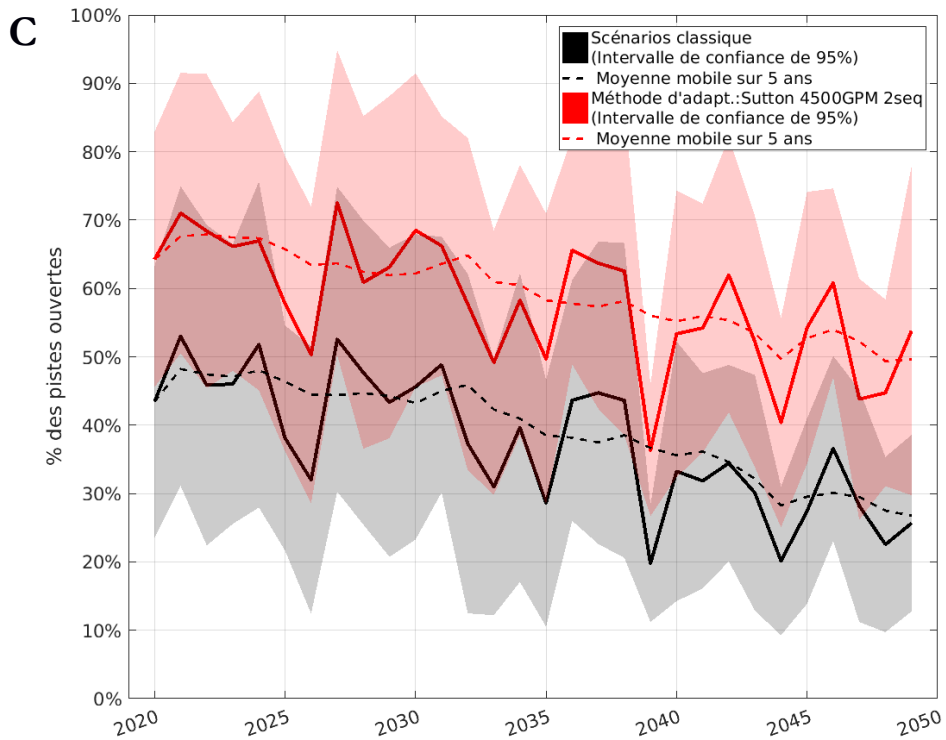 C
% des pistes ouvertes
100%
90%
80%
70%
60%
50%
40%
30%
20%
10%
0%
Scénarios classique
(Intervalle de confiance de 95%)
Moyenne mobile sur 5 ans
Méthode d'adapt.:Sutton 4500GPM 2seq
(Intervalle de confiance de 95%)
Moyenne mobile sur 5 ans
2020
2025
2030
2035
2040
2045
2050